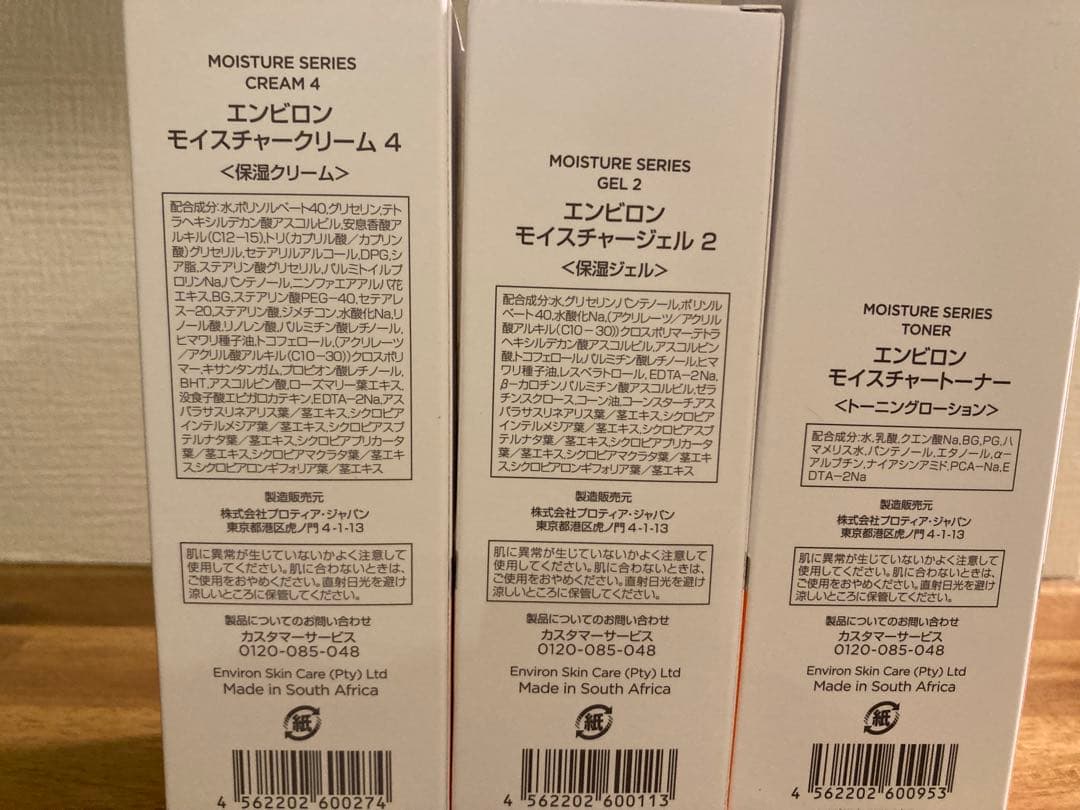 MOISTURE SERIES
CREAM 4
エンビロン
モイスチャークリーム 4
<保湿クリーム>
配合成分:水,ポリソルベート40,グリセリン,テト
ラヘキシルデカン酸アスコルビル,安息香酸ア
ルキル(C12-15),トリ(カプリル酸/カプリン
酸)グリセリル,セテアリルアルコール,DPG,シ
ア脂,ステアリン酸グリセリル,パルミトイルプ
ロリンNa,パンテノール,ニンファエアアルバ花
エキス,BG,ステアリン酸PEG-40,セテアレ
ス-20,ステアリン酸,ジメチコン,水酸化Na,リ
ノール酸,リノレン酸,パルミチン酸レチノール,
ヒマワリ種子油,トコフェロール,(アクリレーツ
/アクリル酸アルキル(C10-30))クロスポリ
マー,キサンタンガム,プロピオン酸レチノール,
BHT,アスコルビン酸,ローズマリー葉エキス,
没食子酸エピガロカテキン,EDTA-2Na,アス
パラサスリネアリス葉/茎エキス,シクロピア
インテルメジア葉/茎エキス,シクロピアスブ
テルナタ葉/茎エキス,シクロピアプリカータ
葉/茎エキス,シクロピアマクラタ葉/茎エキ
ス,シクロピアロンギフォリア葉/茎エキス
製造販売元
株式会社プロティア・ジャパン
東京都港区虎ノ門 4-1-13
肌に異常が生じていないかよく注意して
使用してください。肌に合わないときは、
ご使用をおやめください。直射日光を避け
涼しいところに保管してください。
製品についてのお問い合わせ
カスタマーサービス
0120-085-048
Environ Skin Care (Pty) Ltd
Made in South Africa
紙
4 562202 600274
MOISTURE SERIES
GEL 2
エンビロン
モイスチャージェル 2
<保湿ジェル>
配合成分:水,グリセリン,パンテノール,ポリソル
ベート40,水酸化Na,(アクリレーツ/アクリル
酸アルキル(C10-30))クロスポリマー,テトラ
ヘキシルデカン酸アスコルビル,アスコルビン
酸,トコフェロール,パルミチン酸レチノール,ヒマ
ワリ種子油,レスベラトロール,EDTA-2Na,
β-カロチン,パルミチン酸アスコルビル,ゼラ
チン,スクロース,コーン油,コーンスターチ,アス
パラサスリネアリス葉/茎エキス,シクロピア
インテルメジア葉/茎エキス,シクロピアスブ
テルナタ葉/茎エキス,シクロピアプリカータ
葉/茎エキス,シクロピアマクラタ葉/茎エキ
ス,シクロピアロンギフォリア葉/茎エキス
製造販売元
株式会社プロティア・ジャパン
東京都港区虎ノ門 4-1-13
肌に異常が生じていないかよく注意して
使用してください。肌に合わないときは、
ご使用をおやめください。直射日光を避け
涼しいところに保管してください。
製品についてのお問い合わせ
カスタマーサービス
0120-085-048
Environ Skin Care (Pty) Ltd
Made in South Africa
紙
4 562202 600113
MOISTURE SERIES
TONER
エンビロン
モイスチャートーナー
<トーニングローション>
配合成分:水,乳酸,クエン酸Na,BG,PG,ハ
マメリス水,パンテノール,エタノール,α-
アルブチン,ナイアシンアミド,PCA-Na,E
DTA-2Na
製造販売元
株式会社プロティア・ジャパン
東京都港区虎ノ門 4-1-13
肌に異常が生じていないかよく注意して
使用してください。肌に合わないときは、
ご使用をおやめください。直射日光を避け
涼しいところに保管してください。
製品についてのお問い合わせ
カスタマーサービス
0120-085-048
Environ Skin Care (Pty) Ltd
Made in South Africa
紙
4 562202 600953